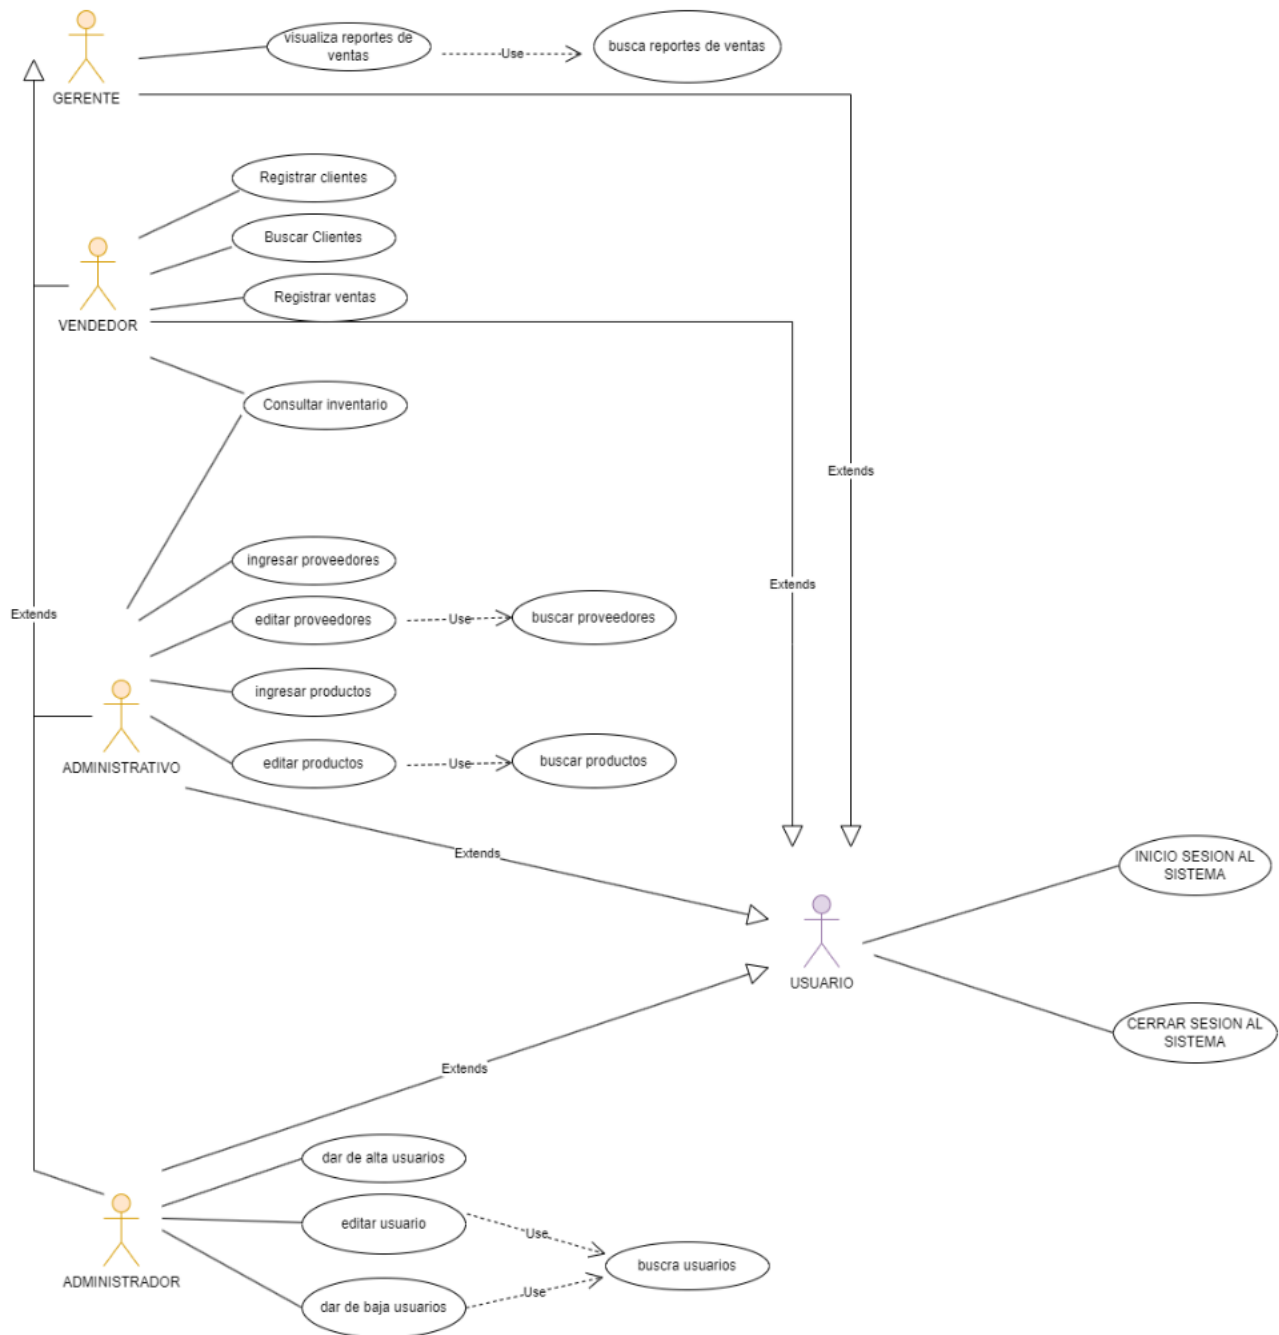 visualiza reportes de
ventas
Use
busca reportes de ventas
GERENTE
Registrar clientes
Buscar Clientes
Registrar ventas
VENDEDOR
Consultar inventario
Extends
ingresar proveedores
Extends
Extends
editar proveedores
Use
buscar proveedores
ingresar productos
ADMINISTRATIVO
editar productos
Use
buscar productos
Extends
INICIO SESION AL
SISTEMA
USUARIO
CERRAR SESION AL
SISTEMA
Extends
dar de alta usuarios
editar usuario
Use
buscra usuarios
ADMINISTRADOR
Use
dar de baja usuarios